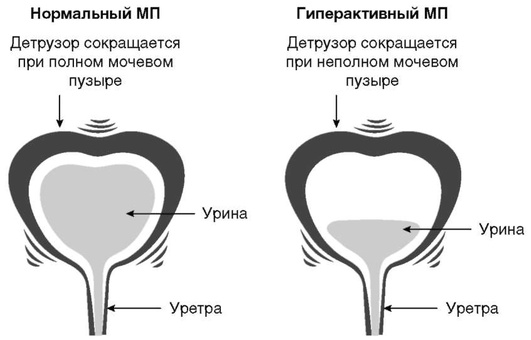 Нормальный МП
Детрузор сокращается
при полном мочевом
пузыре
Урина
Уретра
Гиперактивный МП
Детрузор сокращается
при неполном мочевом
пузыре
Урина
Уретра